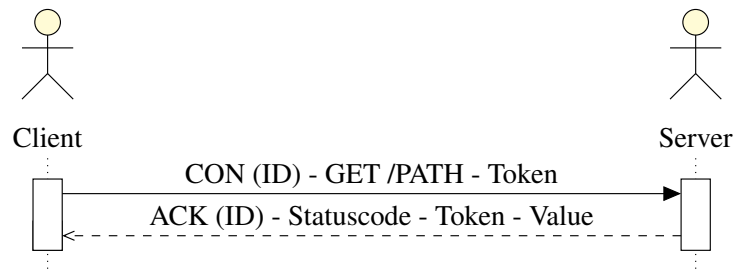 Client
Server
CON (ID) - GET /PATH - Token
ACK (ID) - Statuscode - Token - Value